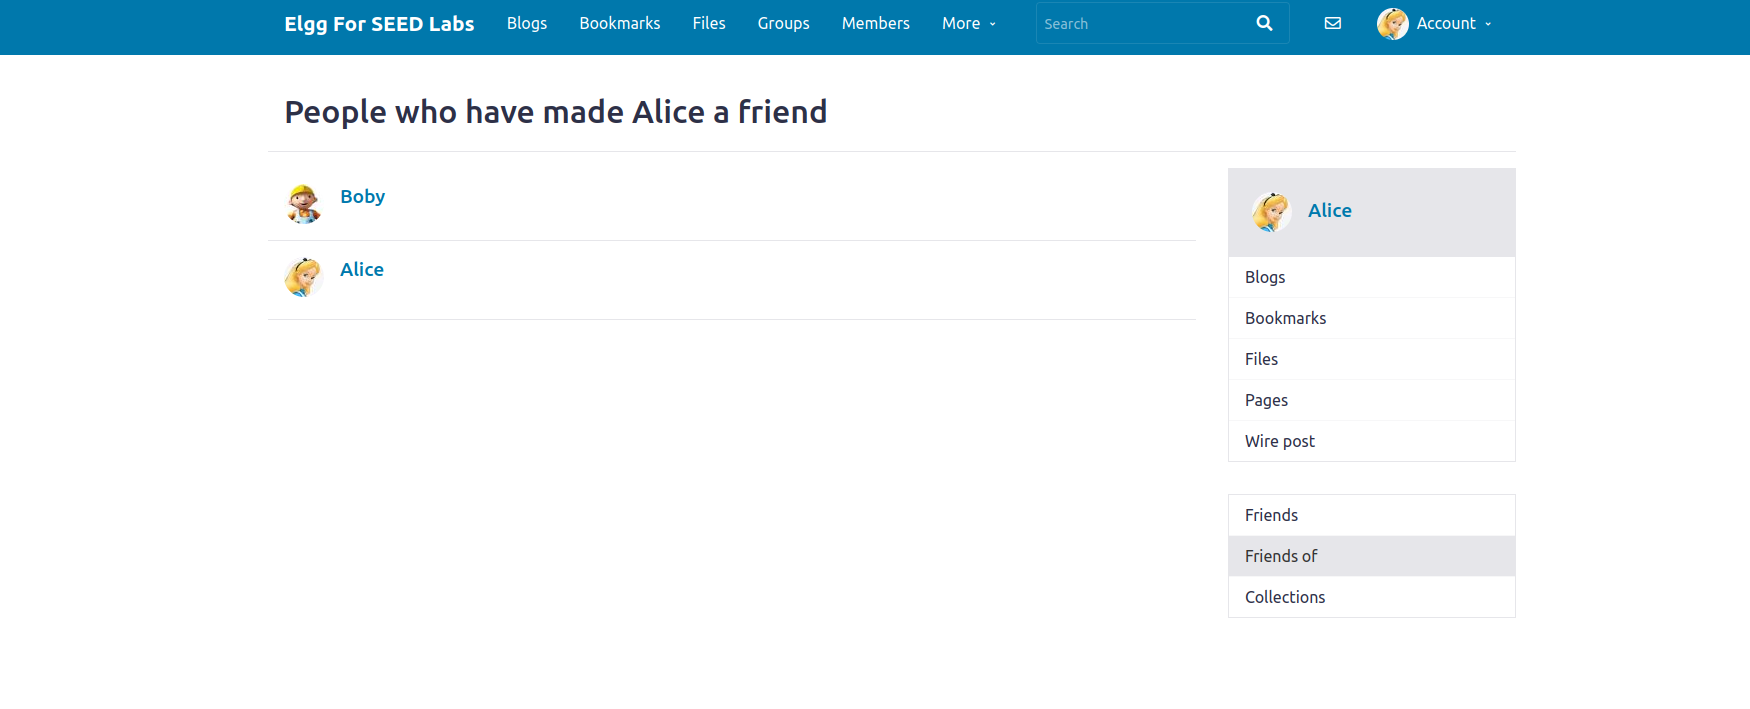 Elgg For SEED Labs Blogs Bookmarks Files Groups Members More Search Account
People who have made Alice a friend
Boby
Alice
Alice
Blogs
Bookmarks
Files
Pages
Wire post
Friends
Friends of
Collections